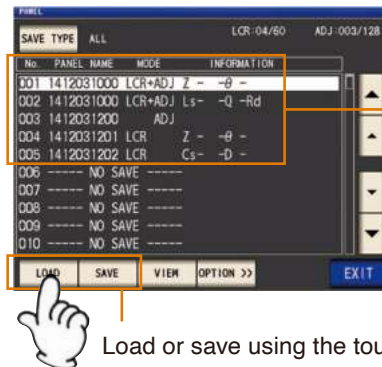 PANEL
SAVE TYPE ALL LCR:04/60 ADJ:003/128
No. PANEL NAME MODE INFORMATION
001 1412031000 LCR+ADJ Z - -θ -
002 1412031000 LCR+ADJ Ls- -Q -Rd
003 1412031200 ADJ
004 1412031201 LCR Z - -θ -
005 1412031202 LCR Cs- -D -
006 ----- NO SAVE -----
007 ----- NO SAVE -----
008 ----- NO SAVE -----
009 ----- NO SAVE -----
010 ----- NO SAVE -----
LOAD SAVE VIEW OPTION >> EXIT
Load or save using the tou